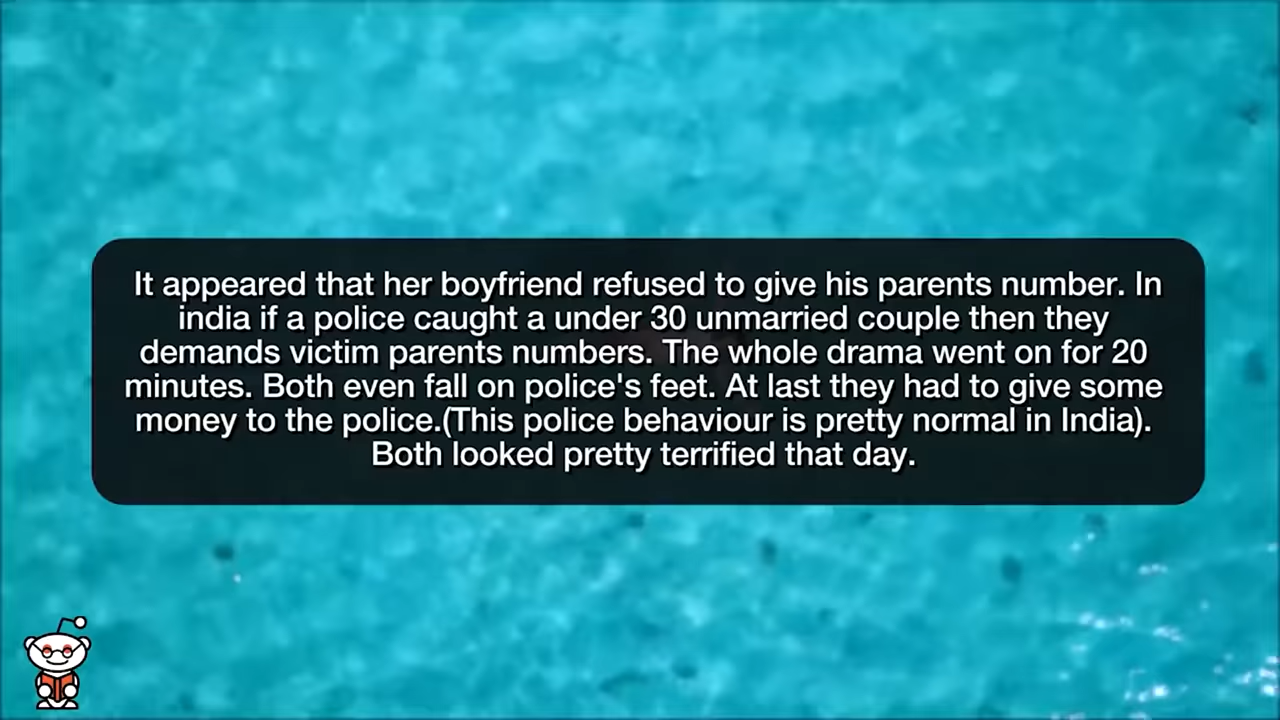 It appeared that her boyfriend refused to give his parents number. In
india if a police caught a under 30 unmarried couple then they
demands victim parents numbers. The whole drama went on for 20
minutes. Both even fall on police's feet. At last they had to give some
money to the police.(This police behaviour is pretty normal in India).
Both looked pretty terrified that day.